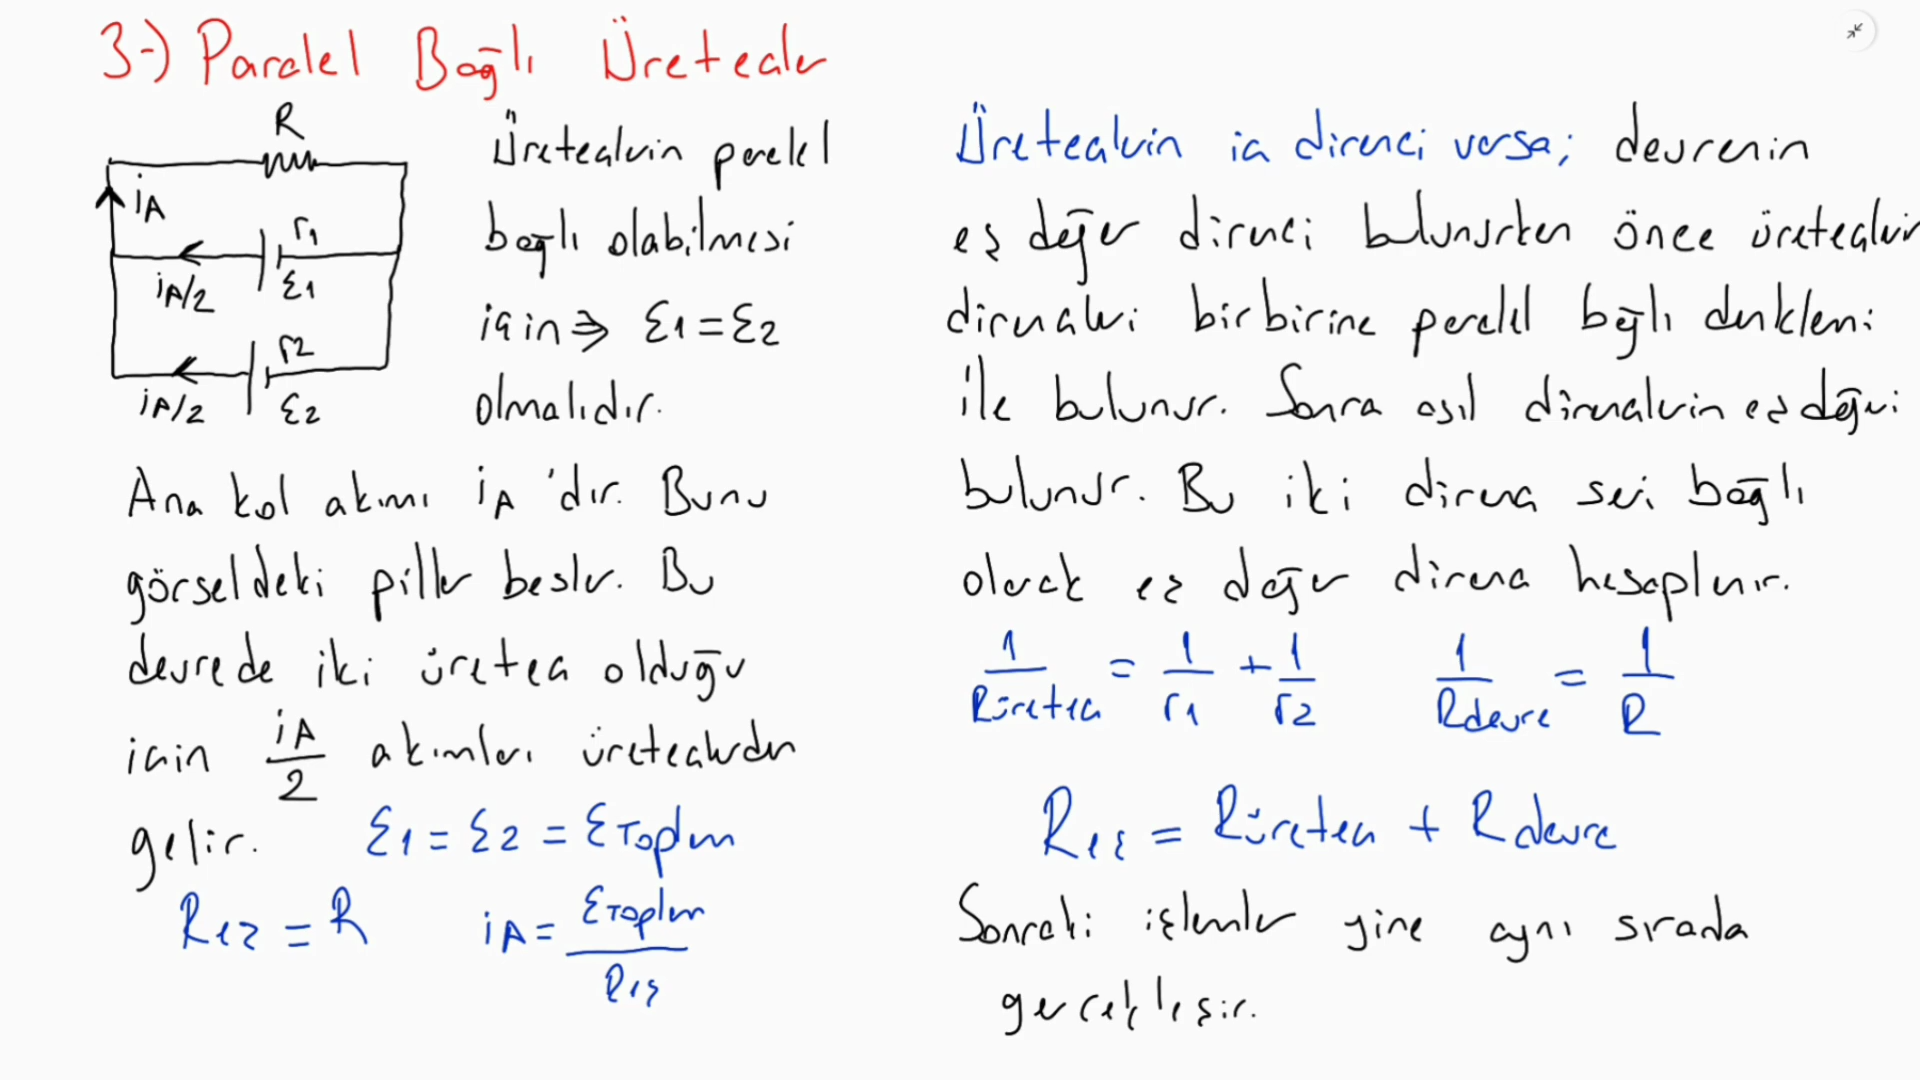 3-) Paralel Bağlı Üreteçler
R
iA
r1
iA/2
ε1
r2
iA/2
ε2
Üreteçlerin paralel
bağlı olabilmesi
için ⇒ ε1 = ε2
olmalıdır.
Ana kol akımı iA 'dır. Bunu
görseldeki piller besler. Bu
devrede iki üreteç olduğu
için iA/2 akımları üreteçlerden
gelir. ε1 = ε2 = εToplam
Reş = R iA = εToplam/Reş
Üreteçlerin iç direnci varsa; devrenin
eş değer direnci bulunurken önce üreteçlerin
dirençleri birbirine paralel bağlı denklemi
ile bulunur. Sonra asıl dirençlerin eş değeri
bulunur. Bu iki direnç seri bağlı
olarak eş değer direnç hesaplanır.
1/Rüreteç = 1/r1 + 1/r2 1/Rdevre = 1/R
Reş = Rüreteç + Rdevre
Sonraki işlemler yine aynı sırada
gerçekleşir.